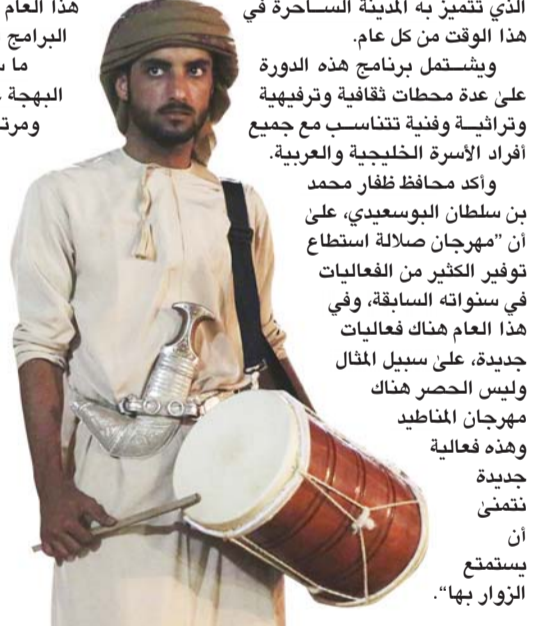 الذي تتميز به المدينة الساحرة في
هذا الوقت من كل عام.
ويشتمل برنامج هذه الدورة
علىٰ عدة محطات ثقافية وترفيهية
وتراثية وفنية تتناسب مع جميع
أفراد الأسرة الخليجية والعربية.
وأكد محافظ ظفار محمد
بن سلطان البوسعيدي، علىٰ
أن ”مهرجان صلالة استطاع
توفير الكثير من الفعاليات
في سنواته السابقة، وفي
هذا العام هناك فعاليات
جديدة، علىٰ سبيل المثال
وليس الحصر هناك
مهرجان المناطيد
وهذه فعالية
جديدة
نتمنىٰ
أن
يستمتع
الزوار بها“.
هذا العام
البرامج
البهجة